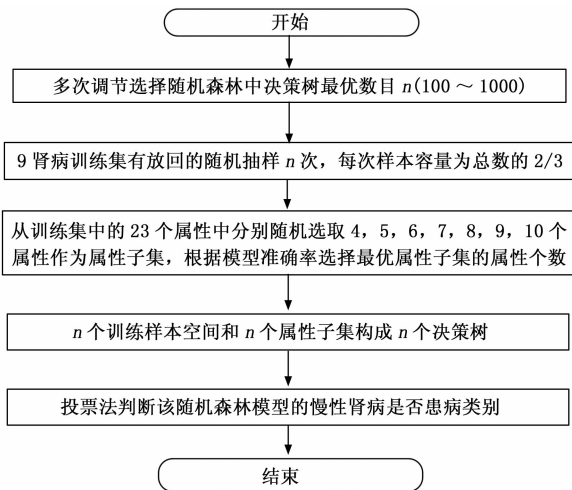 开始
多次调节选择随机森林中决策树最优数目 n(100 ～ 1000)
9 肾病训练集有放回的随机抽样 n 次，每次样本容量为总数的 2/3
从训练集中的 23 个属性中分别随机选取 4，5，6，7，8，9，10 个
属性作为属性子集，根据模型准确率选择最优属性子集的属性个数
n 个训练样本空间和 n 个属性子集构成 n 个决策树
投票法判断该随机森林模型的慢性肾病是否患病类别
结束